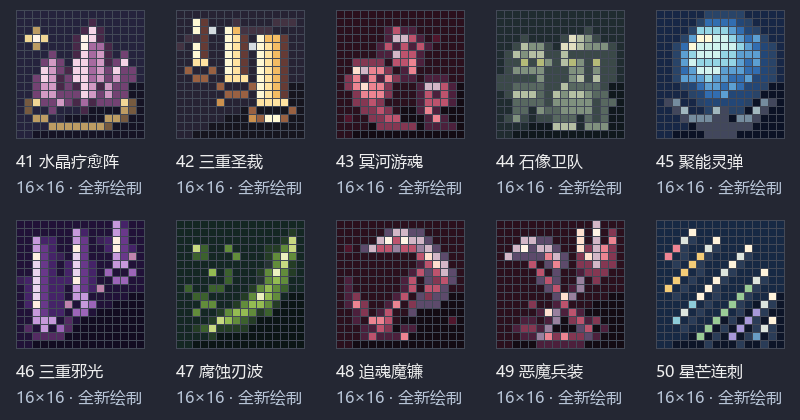 41 水晶疗愈阵
42 三重圣裁
43 冥河游魂
44 石像卫队
45 聚能灵弹
16×16 · 全新绘制
16×16 · 全新绘制
16×16 · 全新绘制
16×16 · 全新绘制
16×16 · 全新绘制
46 三重邪光
47 腐蚀刃波
48 追魂魔镰
49 恶魔兵装
50 星芒连刺
16×16 · 全新绘制
16×16 · 全新绘制
16×16 · 全新绘制
16×16 · 全新绘制
16×16 · 全新绘制